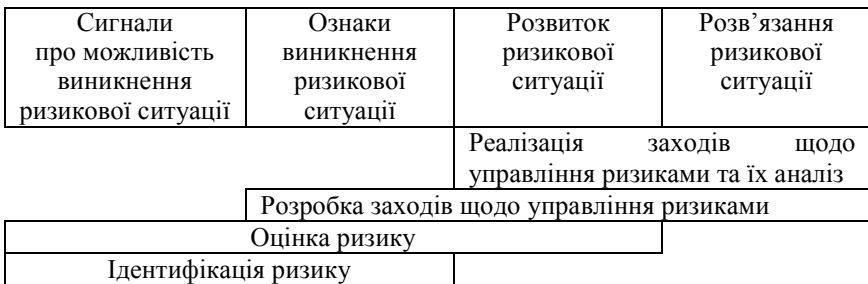 Сигнали
про можливість
виникнення
ризикової ситуації
Ознаки
виникнення
ризикової
ситуації
Розвиток
ризикової
ситуації
Розв’язання
ризикової
ситуації
Реалізація заходів щодо
управління ризиками та їх аналіз
Розробка заходів щодо управління ризиками
Оцінка ризику
Ідентифікація ризику